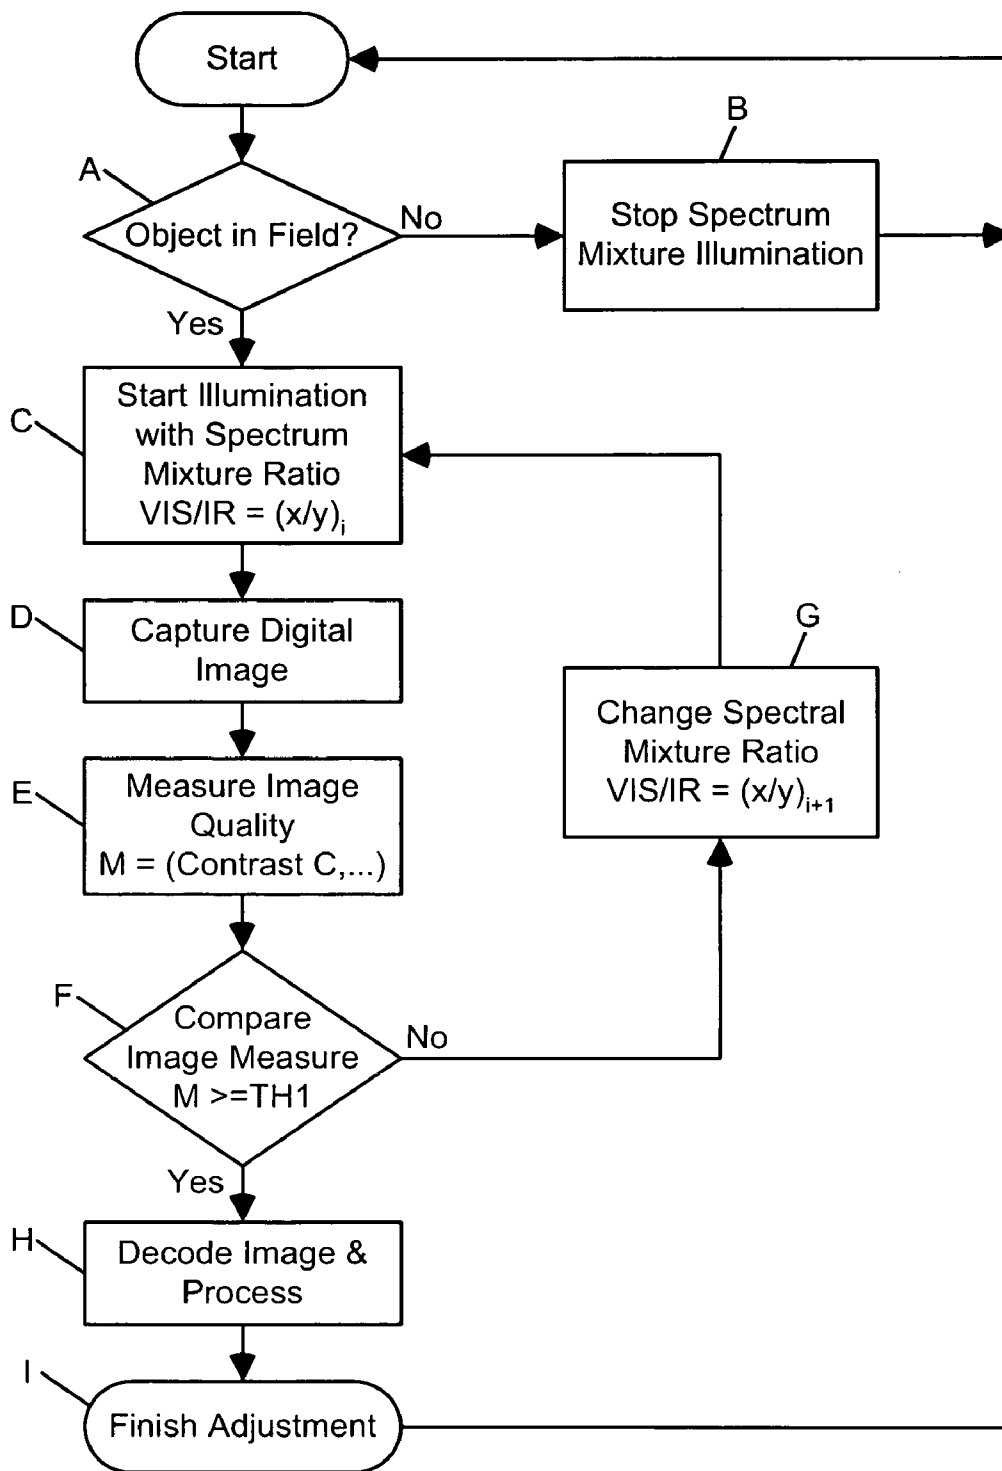 Start
A
Object in Field?
No
B
Stop Spectrum
Mixture Illumination
Yes
C
Start Illumination
with Spectrum
Mixture Ratio
VIS/IR = (x/y)i
D
Capture Digital
Image
G
Change Spectral
Mixture Ratio
VIS/IR = (x/y)i+1
E
Measure Image
Quality
M = (Contrast C,...)
F
Compare
Image Measure
M >=TH1
No
Yes
H
Decode Image &
Process
I
Finish Adjustment